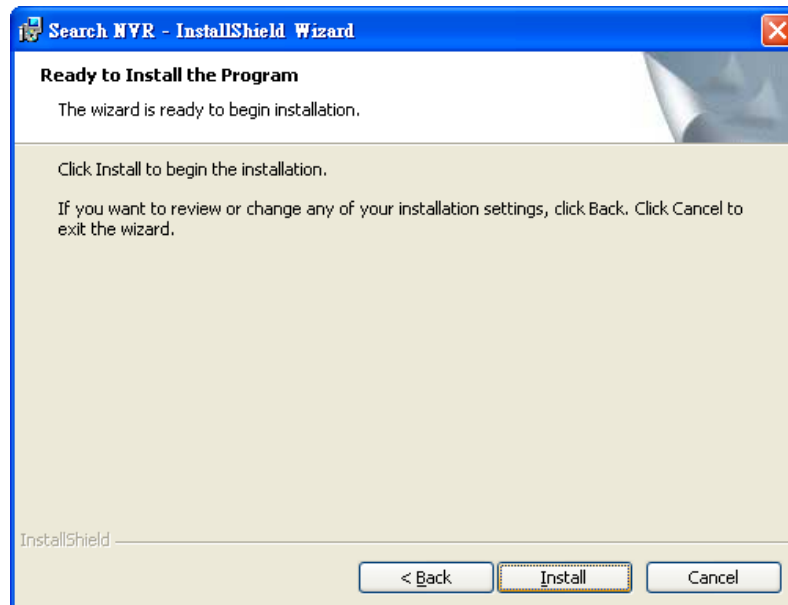 Search NVR - InstallShield Wizard
Ready to Install the Program
The wizard is ready to begin installation.
Click Install to begin the installation.
If you want to review or change any of your installation settings, click Back. Click Cancel to
exit the wizard.
InstallShield
< Back Install Cancel